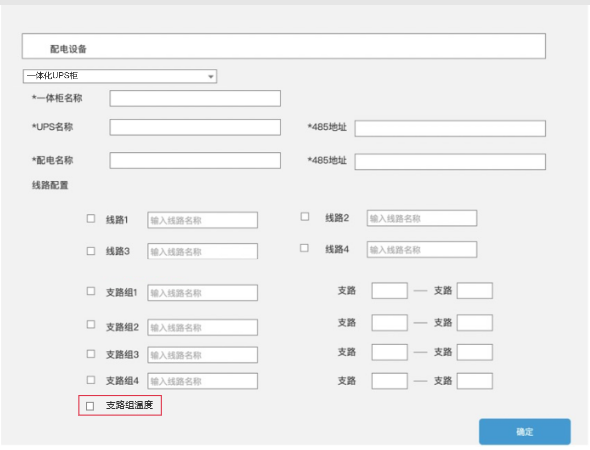 配电设备
一体化UPS柜
*一体柜名称
*UPS名称 *485地址
*配电名称 *485地址
线路配置
线路1 输入线路名称 线路2 输入线路名称
线路3 输入线路名称 线路4 输入线路名称
支路组1 输入线路名称 支路 — 支路
支路组2 输入线路名称 支路 — 支路
支路组3 输入线路名称 支路 — 支路
支路组4 输入线路名称 支路 — 支路
支路组温度
确定